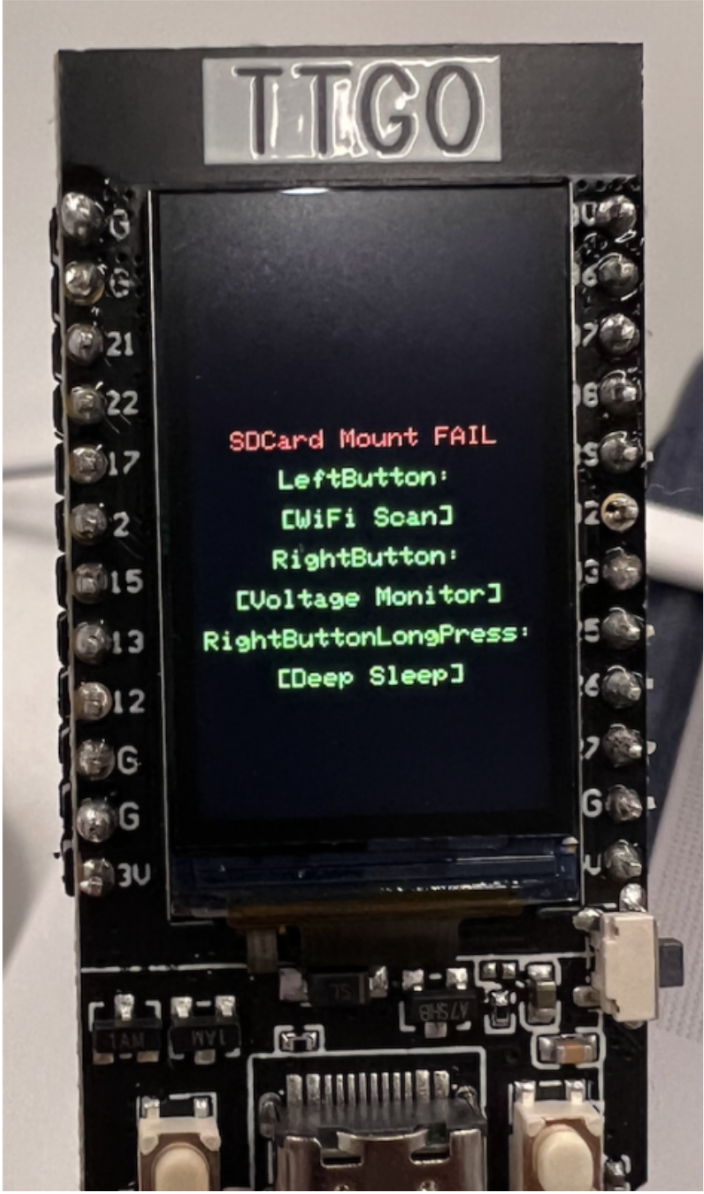 TTGO
G
G
21
22
17
2
15
13
12
G
G
3V
SDCard Mount FAIL
LeftButton:
[WiFi Scan]
RightButton:
[Voltage Monitor]
RightButtonLongPress:
[Deep Sleep]
G
SL
A7SHB
1AM
1AM